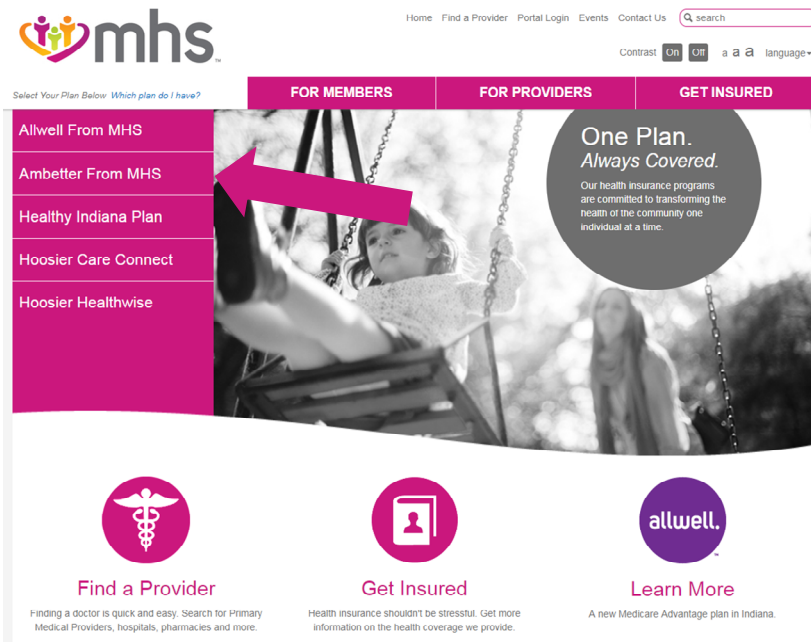 mhs™
Home Find a Provider Portal Login Events Contact Us search
Contrast On Off a a a language
Select Your Plan Below Which plan do I have?
FOR MEMBERS FOR PROVIDERS GET INSURED
Allwell From MHS
Ambetter From MHS
Healthy Indiana Plan
Hoosier Care Connect
Hoosier Healthwise
One Plan.
Always Covered.
Our health insurance programs
are committed to transforming the
health of the community one
individual at a time.
allwell.™
Find a Provider
Finding a doctor is quick and easy. Search for Primary
Medical Providers, hospitals, pharmacies and more.
Get Insured
Health insurance shouldn't be stressful. Get more
information on the health coverage we provide.
Learn More
A new Medicare Advantage plan in Indiana.